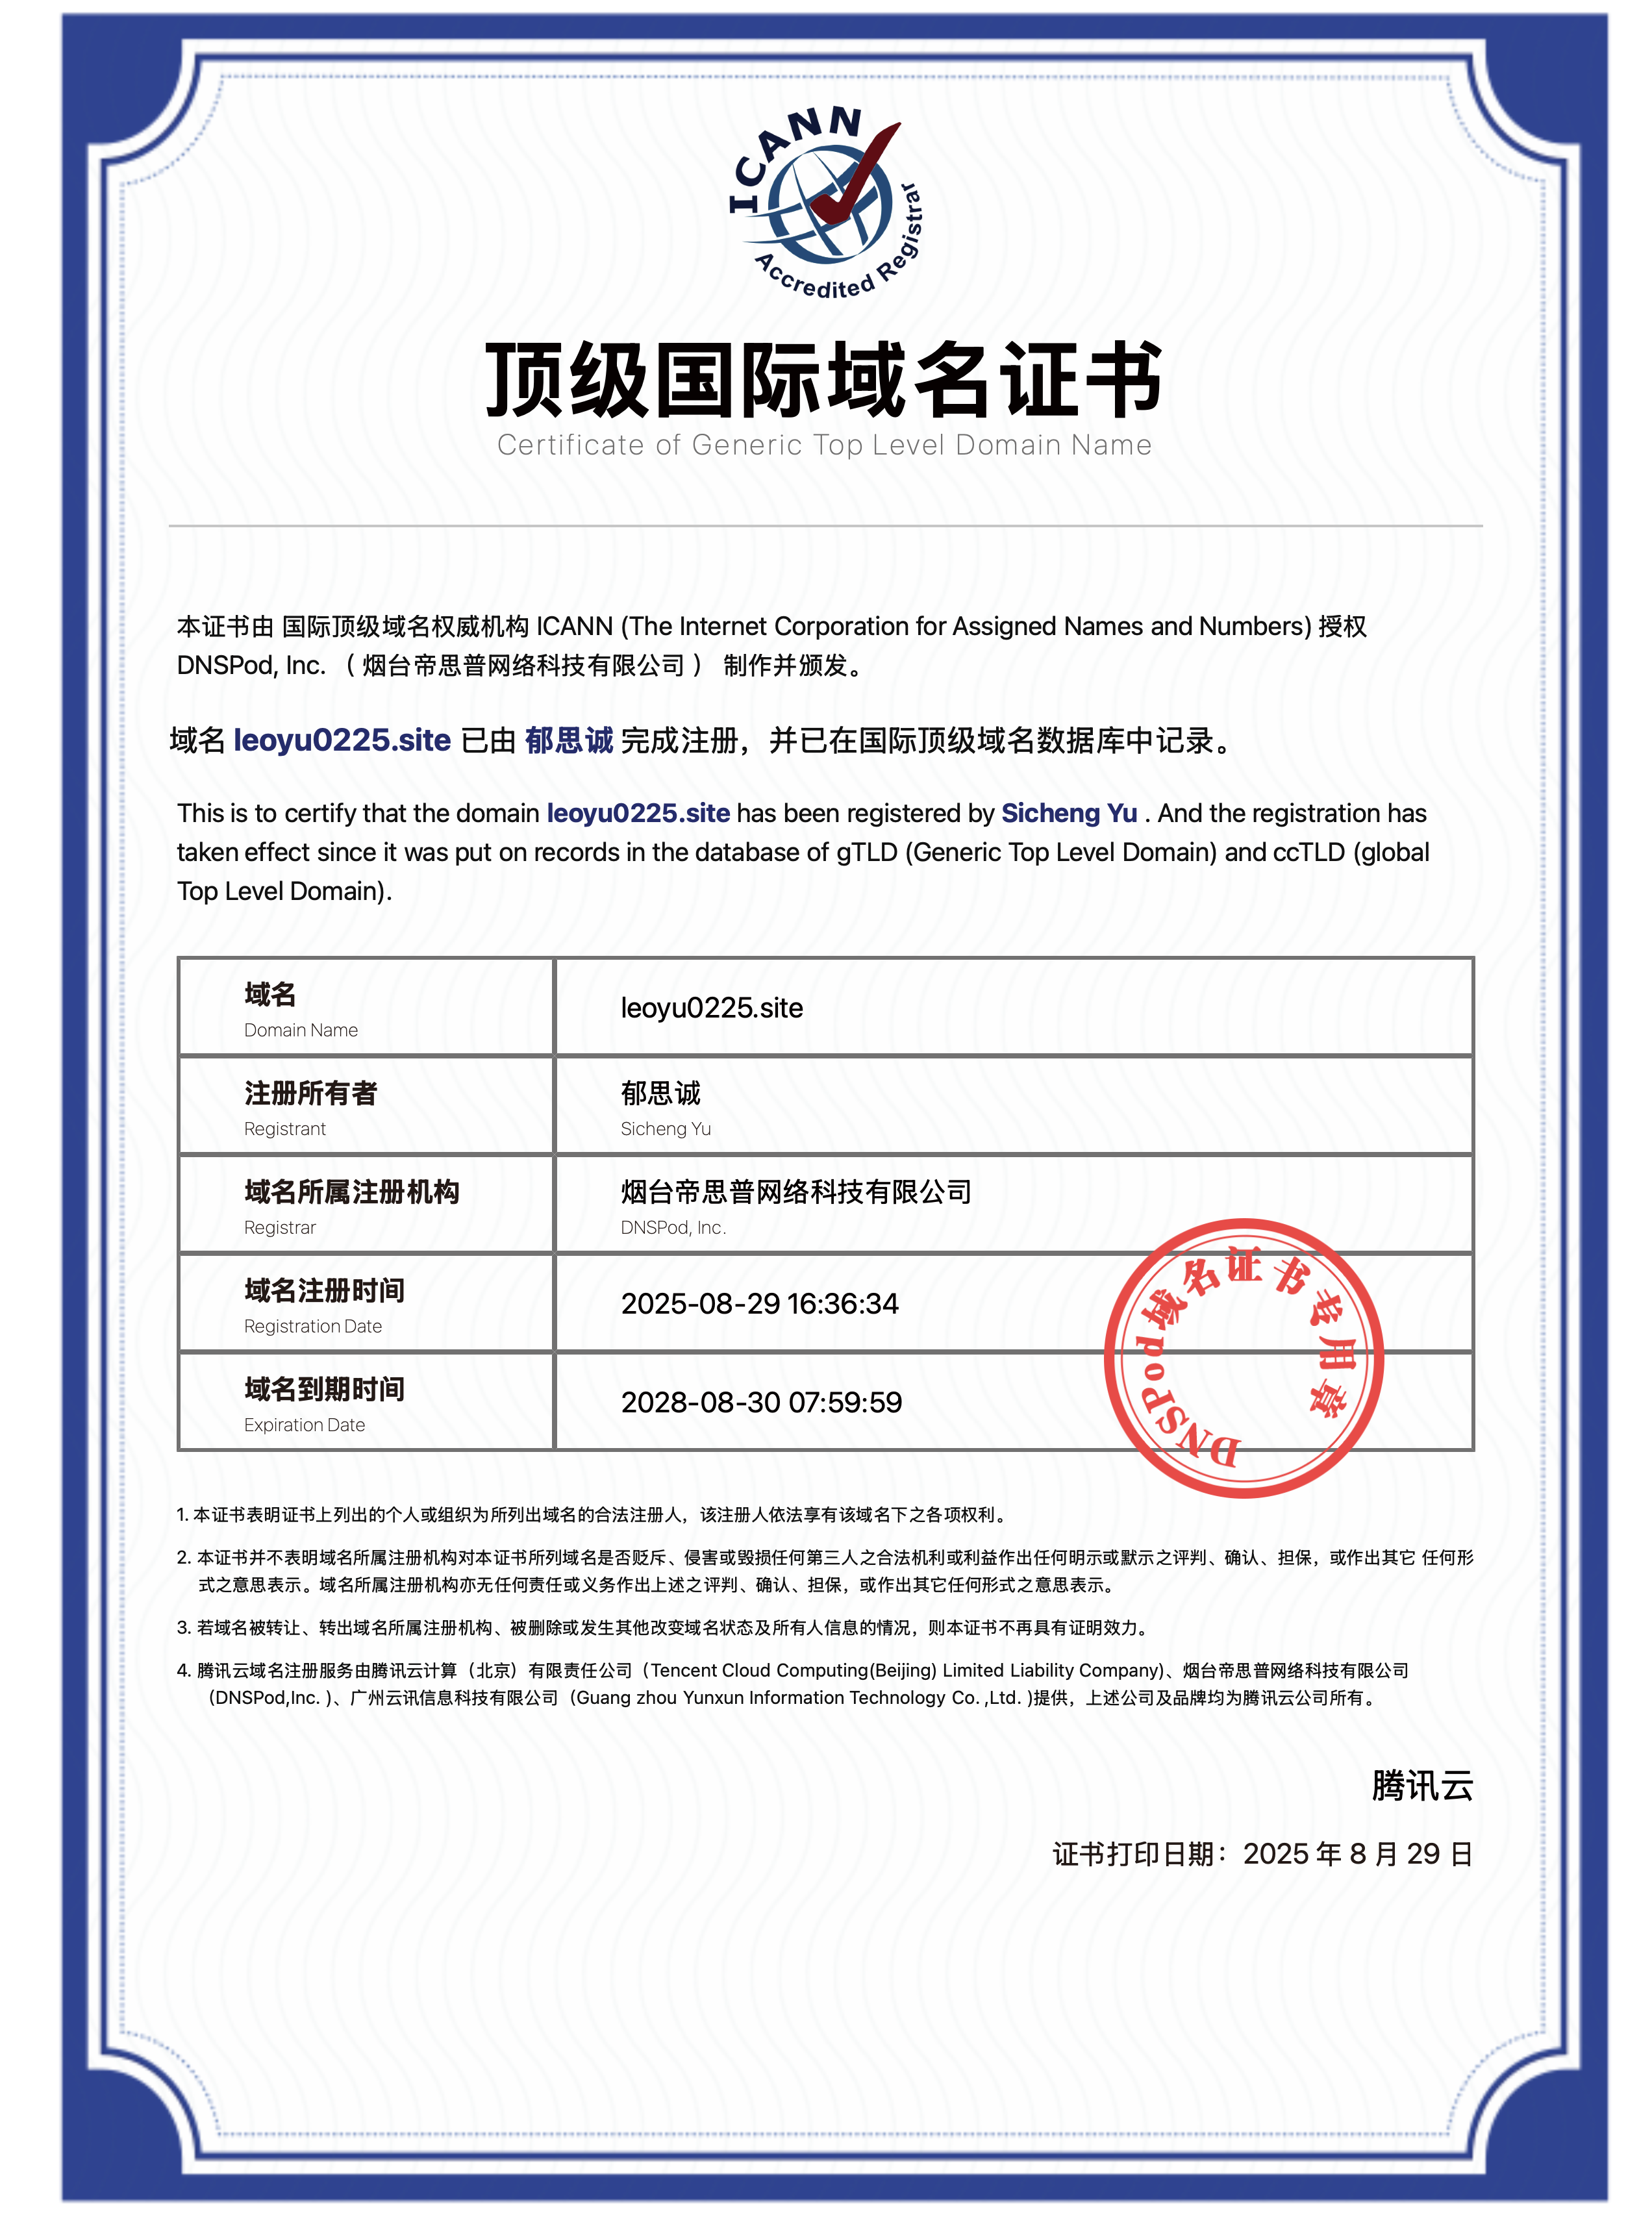 ICANN
Accredited Registrar
顶级国际域名证书
Certificate of Generic Top Level Domain Name
本证书由 国际顶级域名权威机构 ICANN (The Internet Corporation for Assigned Names and Numbers) 授权
DNSPod, Inc. （ 烟台帝思普网络科技有限公司 ） 制作并颁发。
域名 leoyu0225.site 已由 郁思诚 完成注册，并已在国际顶级域名数据库中记录。
This is to certify that the domain leoyu0225.site has been registered by Sicheng Yu . And the registration has
taken effect since it was put on records in the database of gTLD (Generic Top Level Domain) and ccTLD (global
Top Level Domain).
域名
Domain Name
leoyu0225.site
注册所有者
Registrant
郁思诚
Sicheng Yu
域名所属注册机构
Registrar
烟台帝思普网络科技有限公司
DNSPod, Inc.
域名注册时间
Registration Date
2025-08-29 16:36:34
域名到期时间
Expiration Date
2028-08-30 07:59:59
DNSPod域名证书专用章
1. 本证书表明证书上列出的个人或组织为所列出域名的合法注册人，该注册人依法享有该域名下之各项权利。
2. 本证书并不表明域名所属注册机构对本证书所列域名是否贬斥、侵害或毁损任何第三人之合法机利或利益作出任何明示或默示之评判、确认、担保，或作出其它 任何形
式之意思表示。域名所属注册机构亦无任何责任或义务作出上述之评判、确认、担保，或作出其它任何形式之意思表示。
3. 若域名被转让、转出域名所属注册机构、被删除或发生其他改变域名状态及所有人信息的情况，则本证书不再具有证明效力。
4. 腾讯云域名注册服务由腾讯云计算（北京）有限责任公司（Tencent Cloud Computing(Beijing) Limited Liability Company)、烟台帝思普网络科技有限公司
（DNSPod,Inc. )、广州云讯信息科技有限公司（Guang zhou Yunxun Information Technology Co. ,Ltd. )提供，上述公司及品牌均为腾讯云公司所有。
腾讯云
证书打印日期：2025 年 8 月 29 日